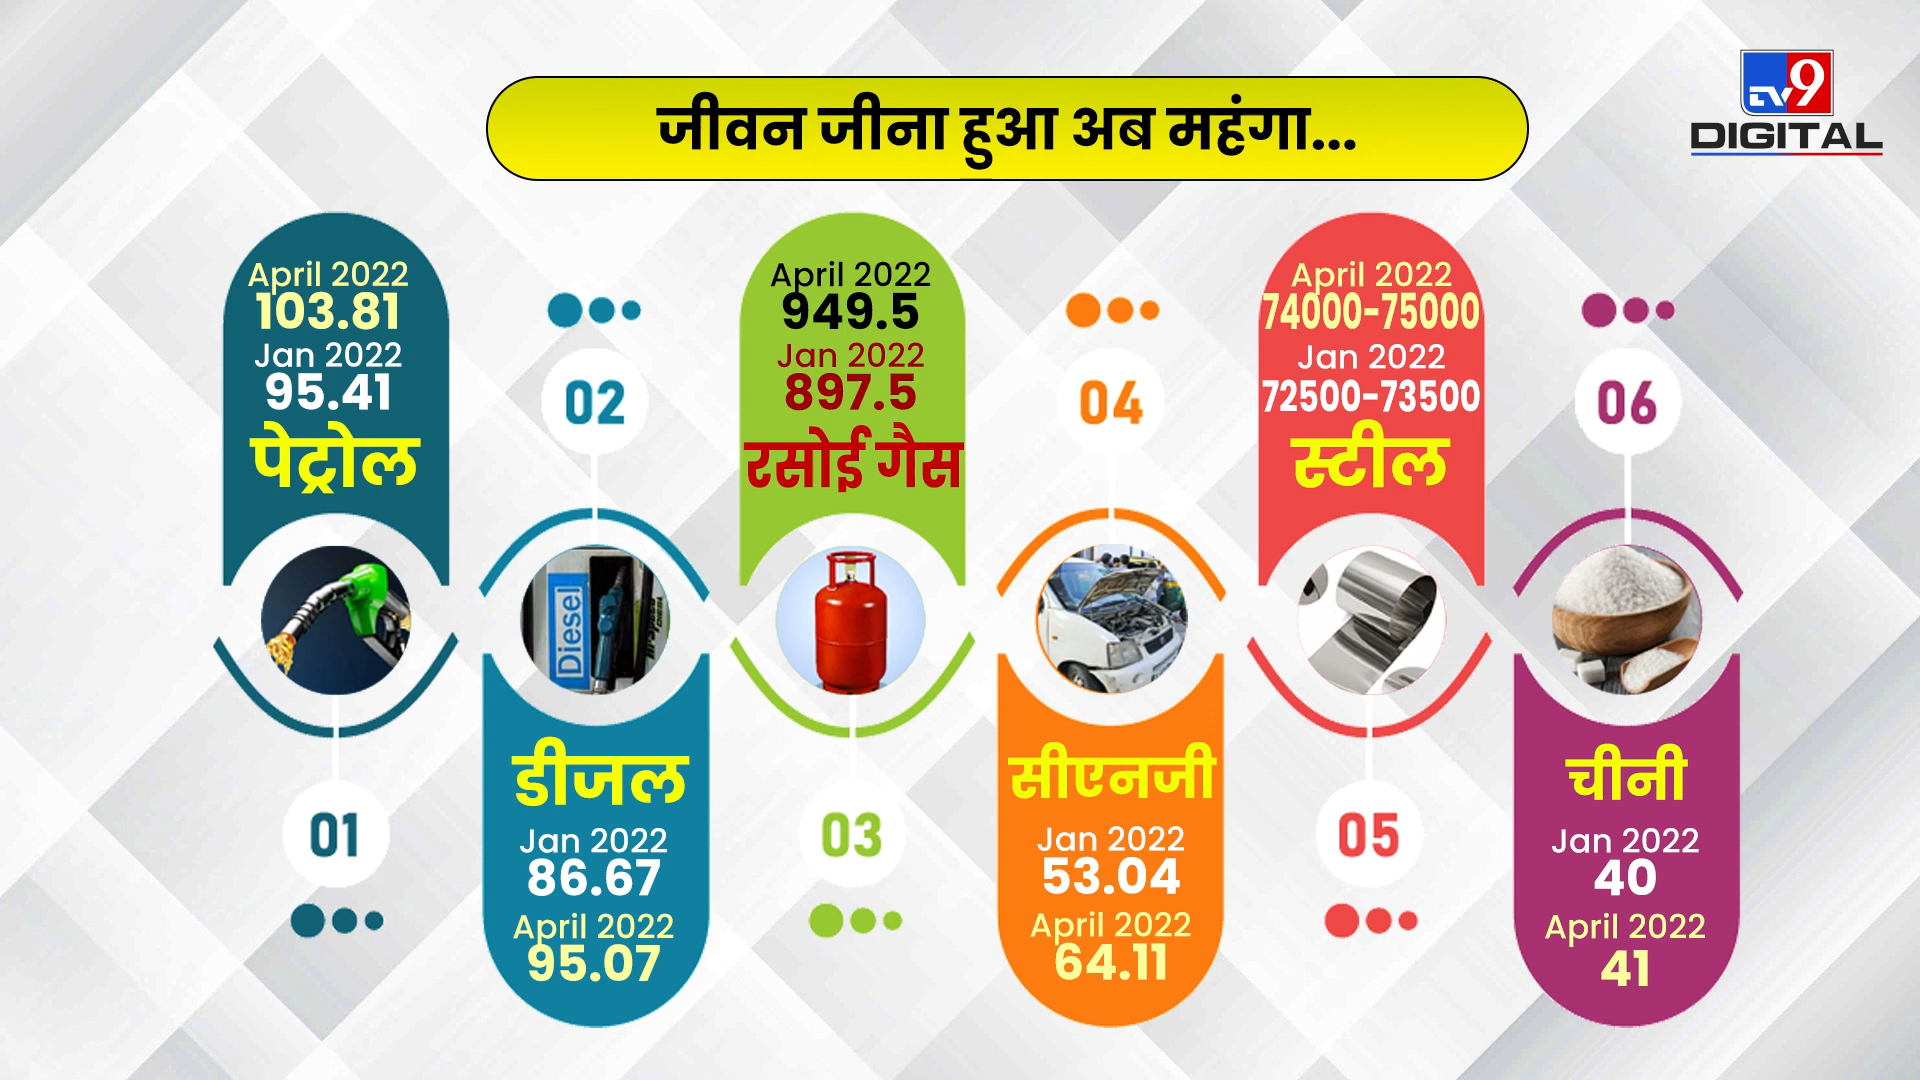 जीवन जीना हुआ अब महंगा...
TV9
DIGITAL
April 2022
103.81
Jan 2022
95.41
पेट्रोल
01
02
Diesel
डीजल
Jan 2022
86.67
April 2022
95.07
April 2022
949.5
Jan 2022
897.5
रसोई गैस
03
04
सीएनजी
Jan 2022
53.04
April 2022
64.11
April 2022
74000-75000
Jan 2022
72500-73500
स्टील
05
06
चीनी
Jan 2022
40
April 2022
41